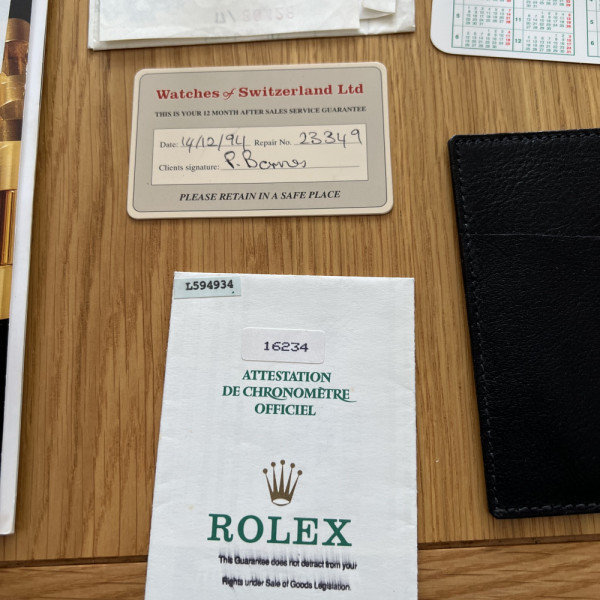 Watches of Switzerland Ltd
THIS IS YOUR 12 MONTH AFTER SALES SERVICE GUARANTEE
Date: 14/12/94 Repair No. 23349
Clients signature:
PLEASE RETAIN IN A SAFE PLACE
L594934
16234
ATTESTATION
DE CHRONOMÈTRE
OFFICIEL
ROLEX
This Guarantee does not detract from your
Rights under Sale of Goods Legislation.